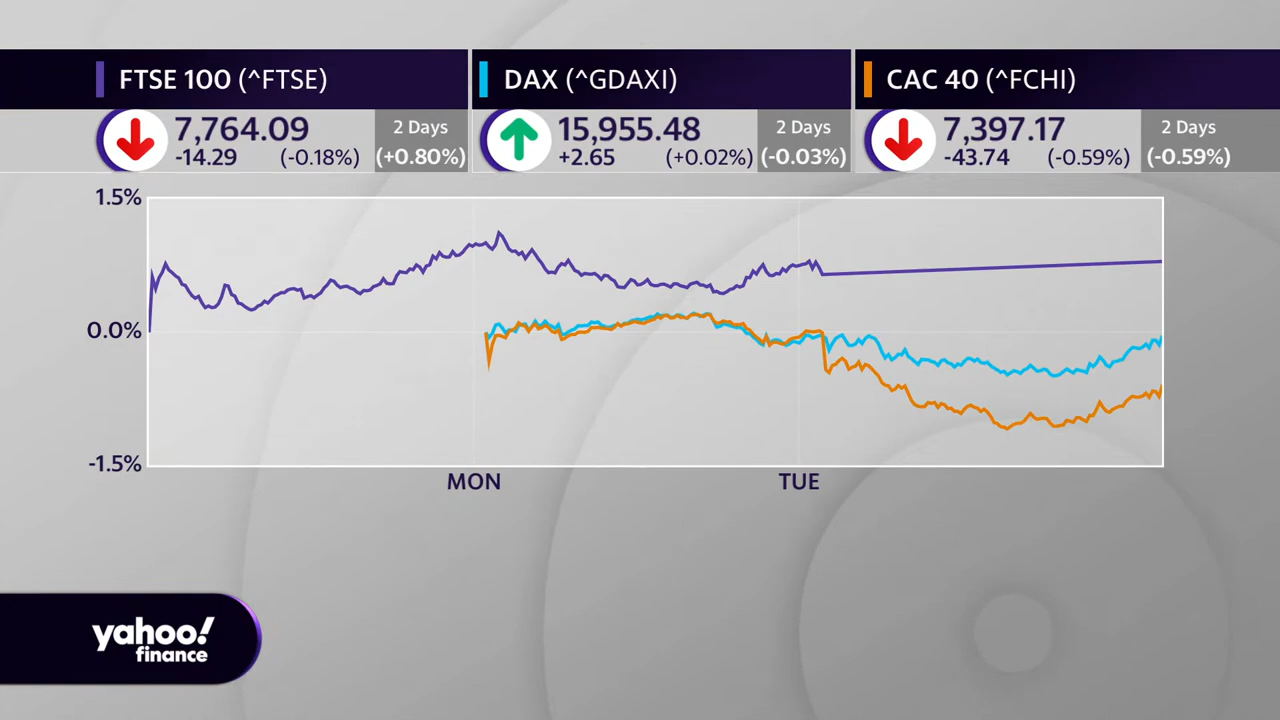 FTSE 100 (^FTSE)
7,764.09
-14.29 (-0.18%)
2 Days
(+0.80%)
DAX (^GDAXI)
15,955.48
+2.65 (+0.02%)
2 Days
(-0.03%)
CAC 40 (^FCHI)
7,397.17
-43.74 (-0.59%)
2 Days
(-0.59%)
1.5%
0.0%
-1.5%
MON TUE
yahoo!
finance